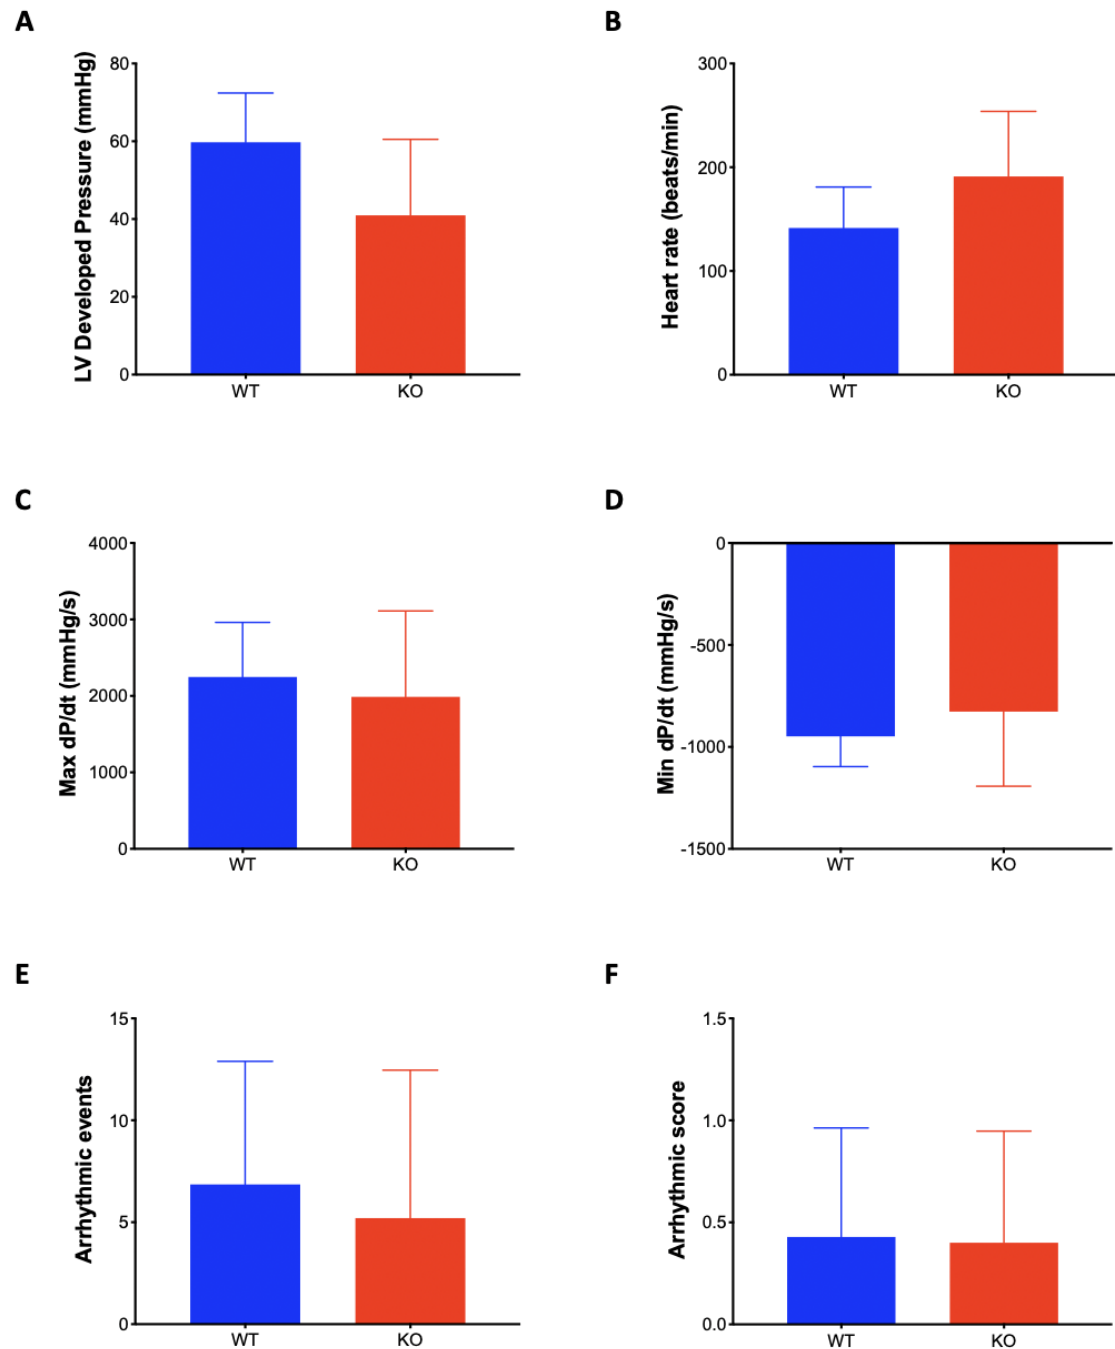 A
LV Developed Pressure (mmHg)
80
60
40
20
0
WT
KO
B
Heart rate (beats/min)
300
200
100
0
WT
KO
C
Max dP/dt (mmHg/s)
4000
3000
2000
1000
0
WT
KO
D
Min dP/dt (mmHg/s)
0
-500
-1000
-1500
WT
KO
E
Arrhythmic events
15
10
5
0
WT
KO
F
Arrhythmic score
1.5
1.0
0.5
0.0
WT
KO